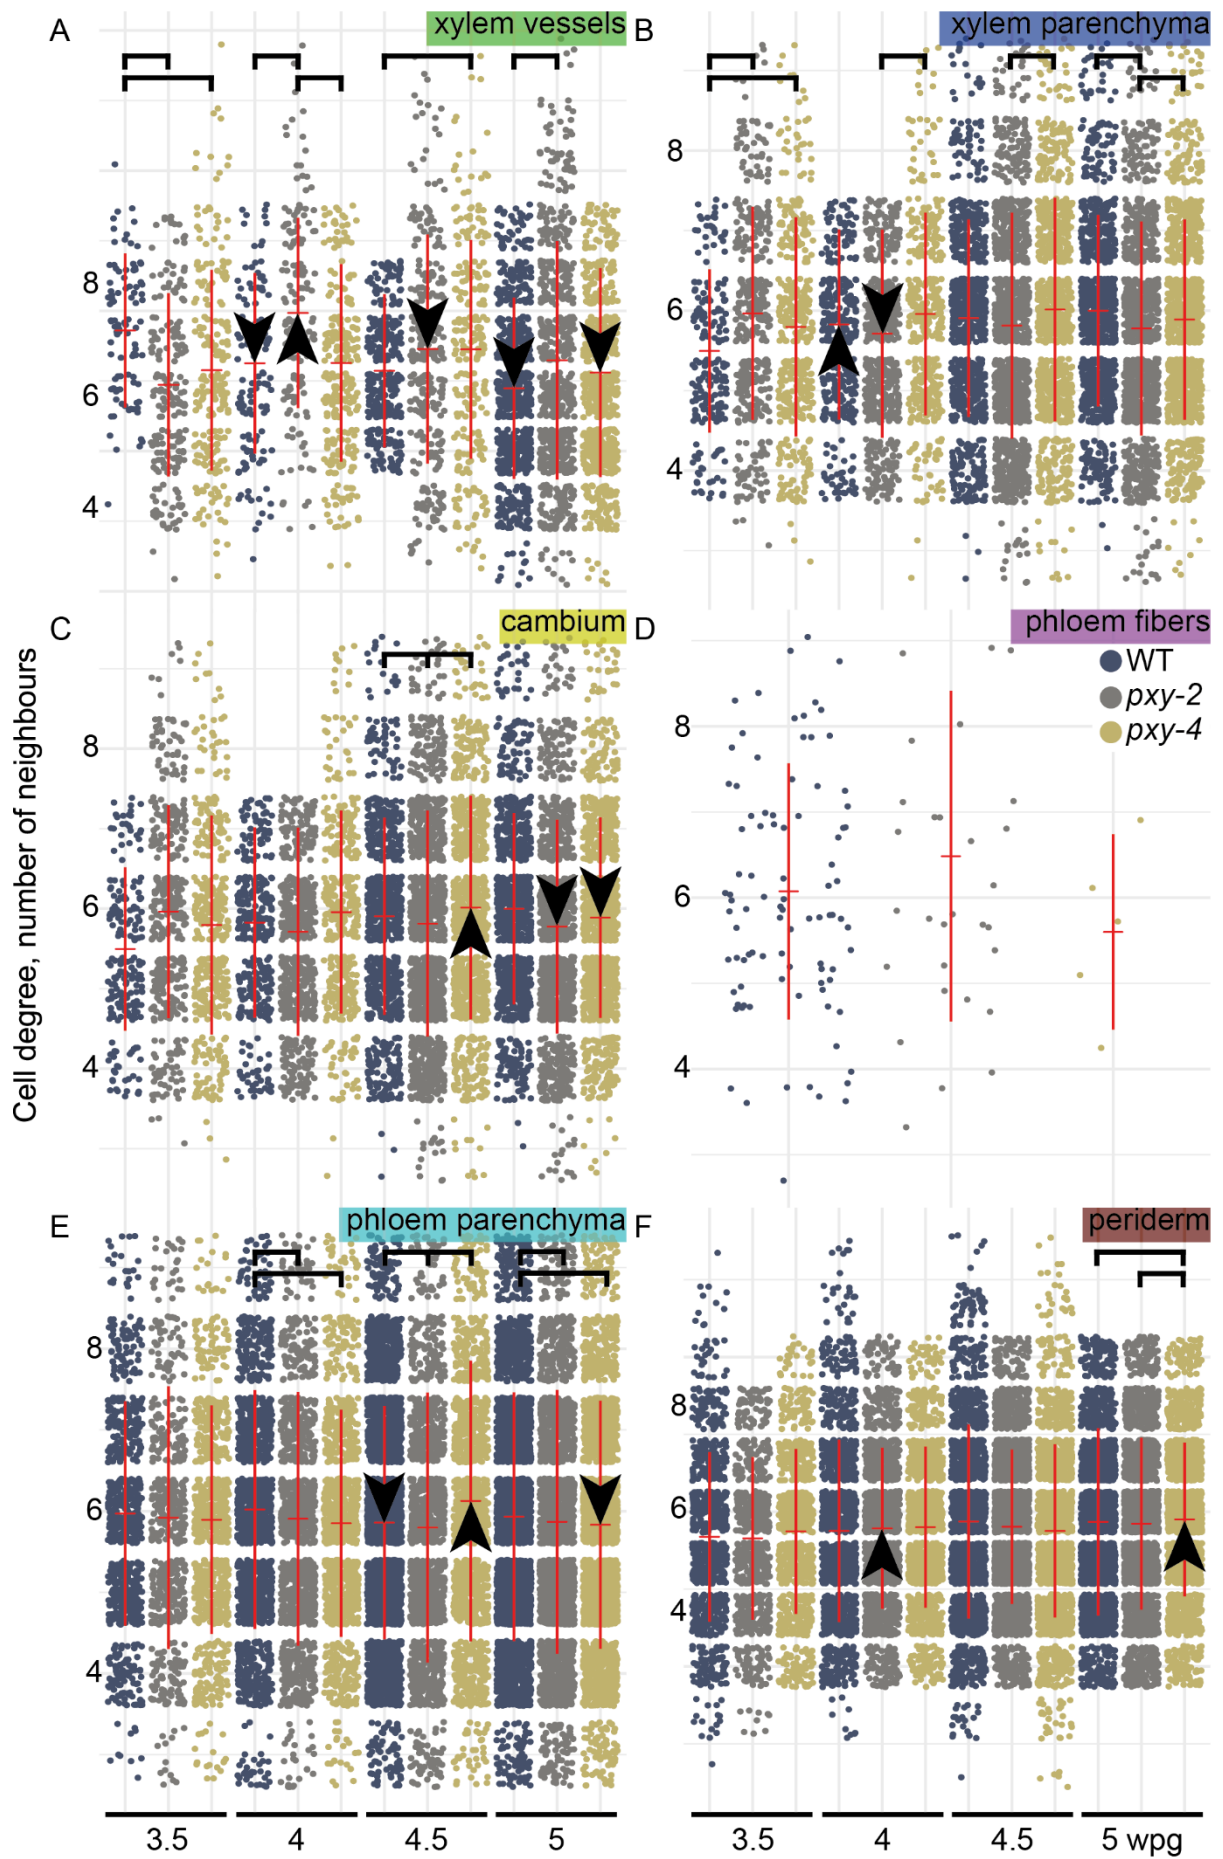 A
xylem vessels
8
6
4
B
xylem parenchyma
8
6
4
Cell degree, number of neighbours
C
cambium
8
6
4
D
phloem fibers
WT
pxy-2
pxy-4
8
6
4
E
phloem parenchyma
8
6
4
3.5 4 4.5 5
F
periderm
8
6
4
3.5 4 4.5 5 wpg